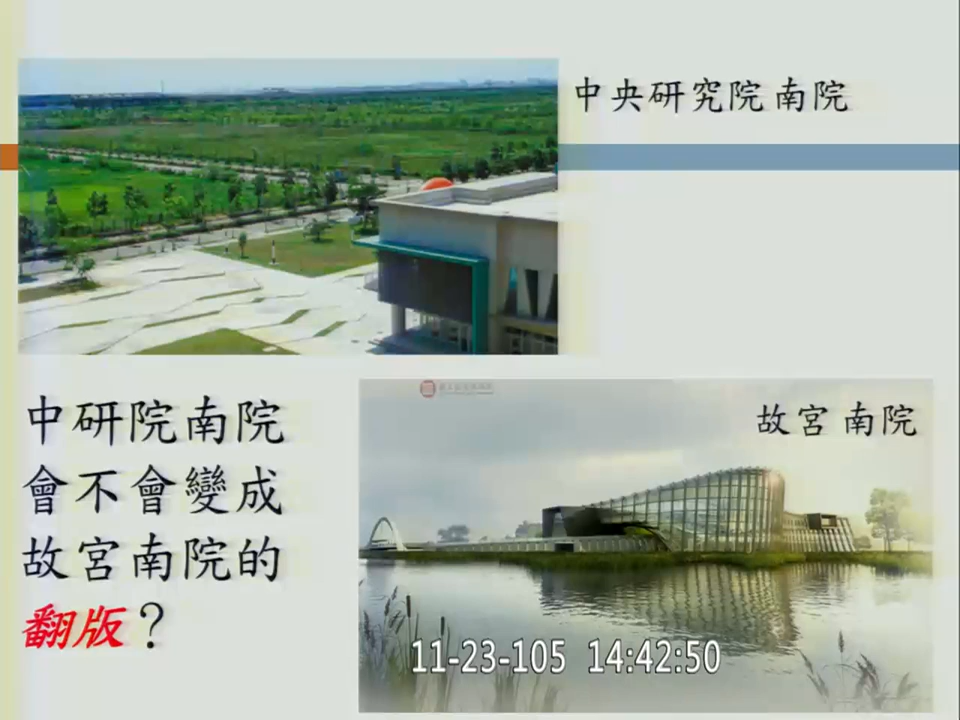 中央研究院 南院
故宮 南院
中研院南院
會不會變成
故宮南院的
翻版？
11-23-105 14:42:50